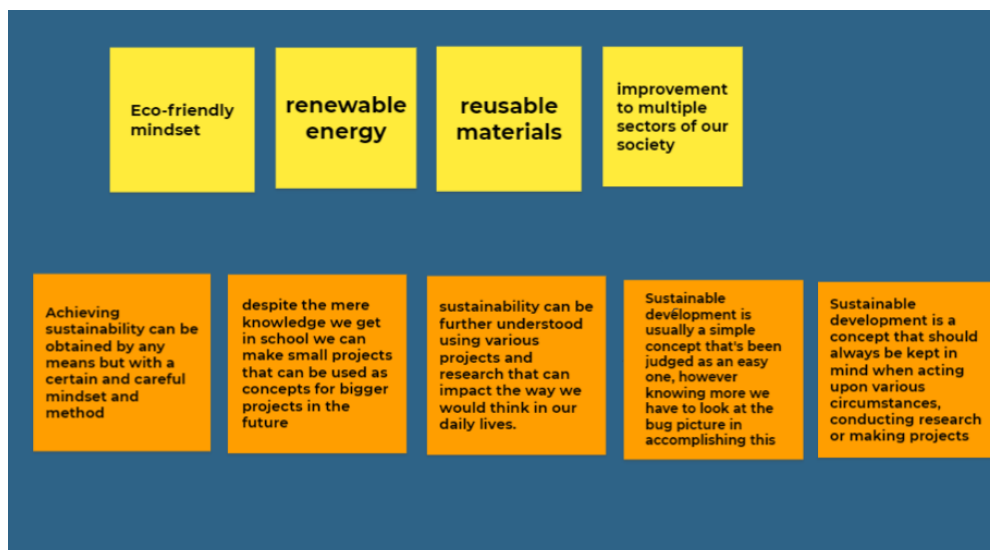 Eco-friendly
mindset
renewable
energy
reusable
materials
improvement
to multiple
sectors of our
society
Achieving
sustainability can be
obtained by any
means but with a
certain and careful
mindset and
method
despite the mere
knowledge we get
in school we can
make small projects
that can be used as
concepts for bigger
projects in the
future
sustainability can be
further understood
using various
projects and
research that can
impact the way we
would think in our
daily lives.
Sustainable
development is
usually a simple
concept that's been
judged as an easy
one, however
knowing more we
have to look at the
bug picture in
accomplishing this
Sustainable
development is a
concept that should
always be kept in
mind when acting
upon various
circumstances,
conducting research
or making projects